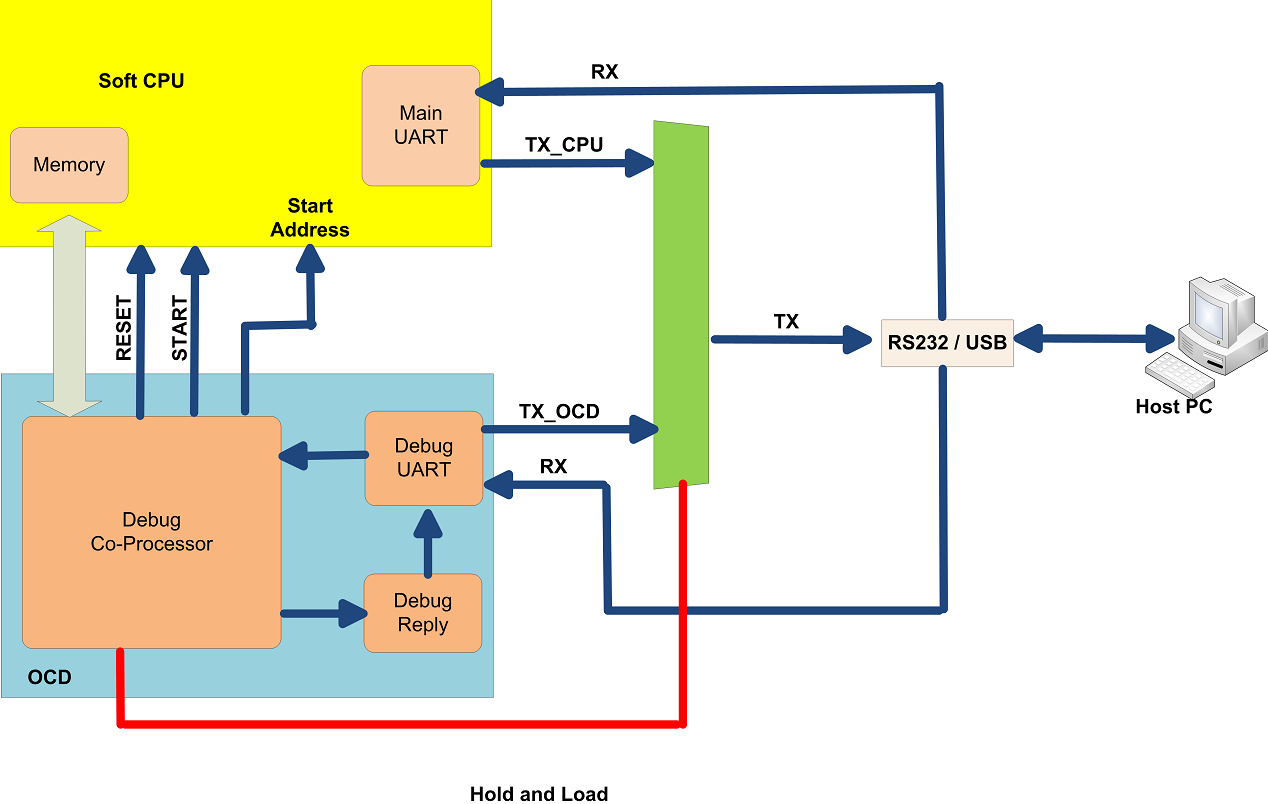 RX
Soft CPU
Main
UART
TX_CPU
Memory
Start
Address
RESET
START
TX
RS232 / USB
Host PC
TX_OCD
Debug
UART
RX
Debug
Co-Processor
Debug
Reply
OCD
Hold and Load